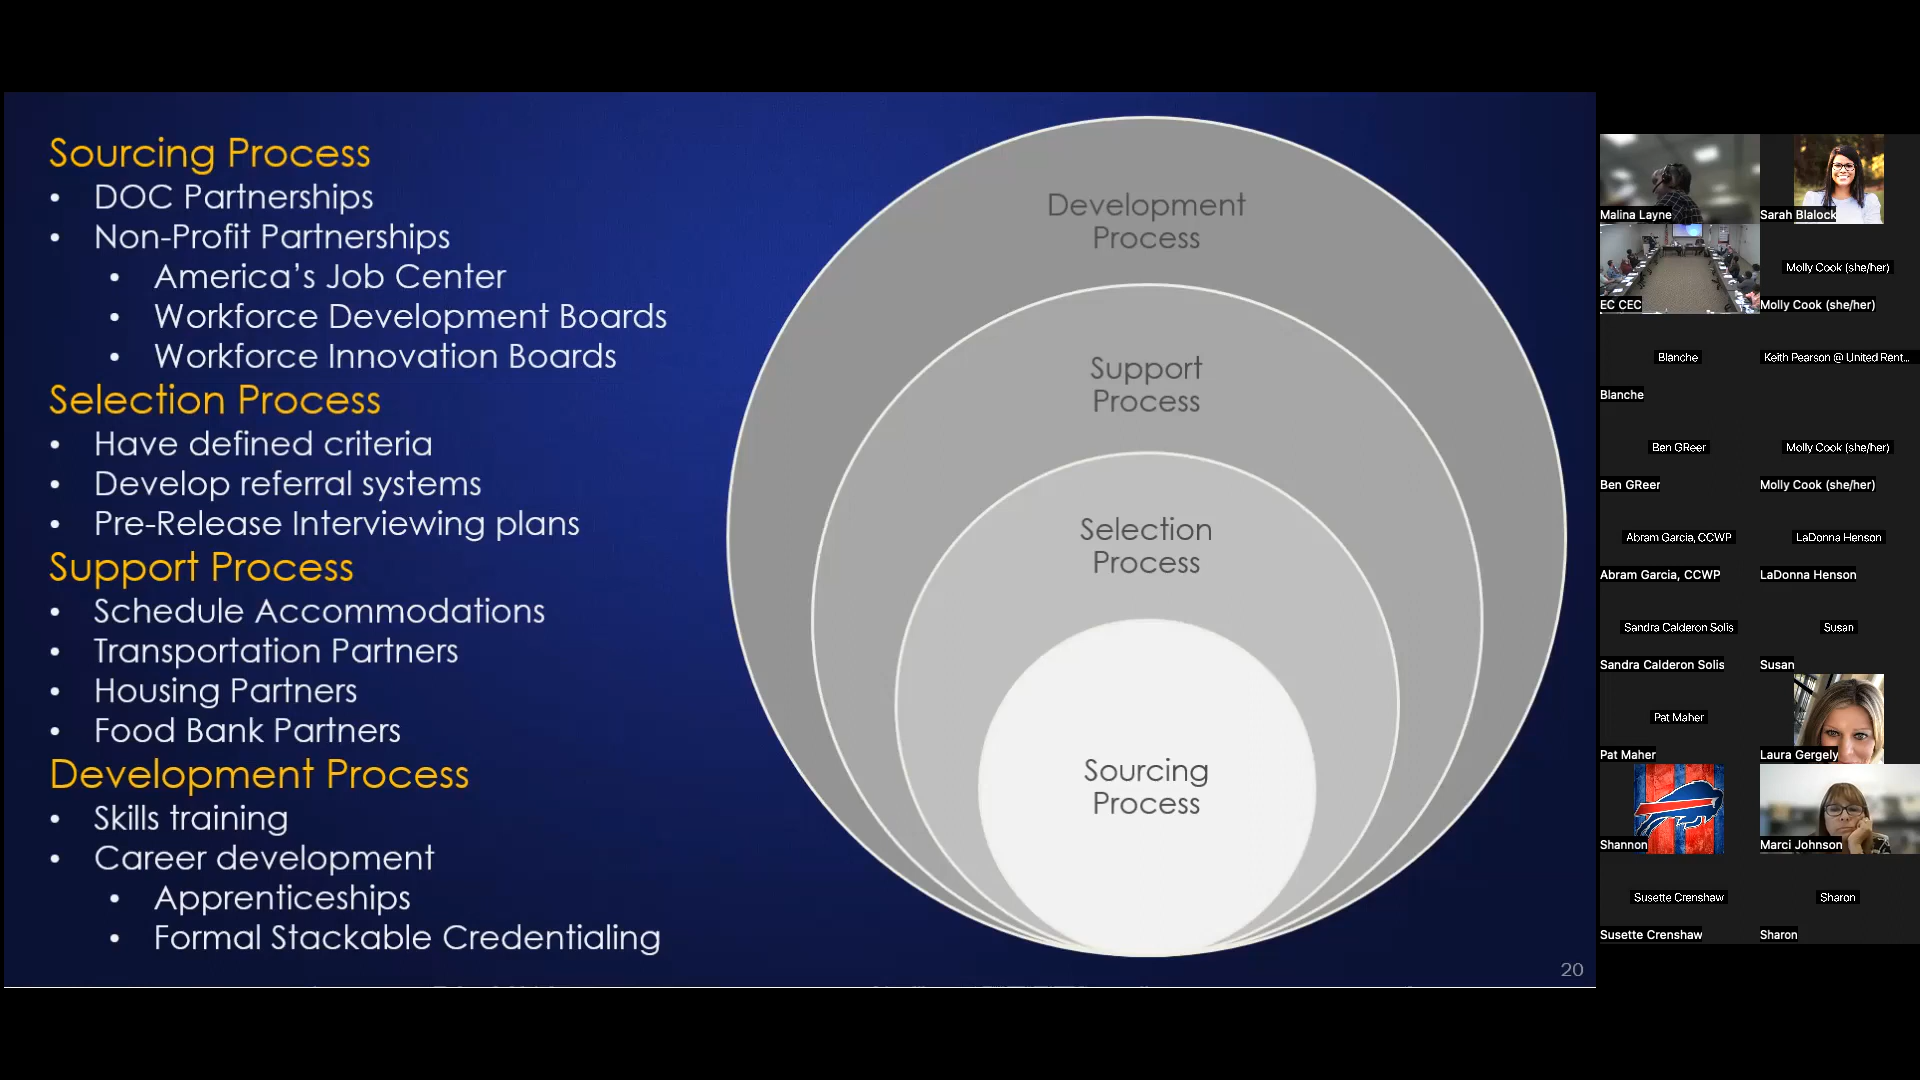 Sourcing Process
• DOC Partnerships
• Non-Profit Partnerships
• America’s Job Center
• Workforce Development Boards
• Workforce Innovation Boards
Selection Process
• Have defined criteria
• Develop referral systems
• Pre-Release Interviewing plans
Support Process
• Schedule Accommodations
• Transportation Partners
• Housing Partners
• Food Bank Partners
Development Process
• Skills training
• Career development
• Apprenticeships
• Formal Stackable Credentialing
Development
Process
Support
Process
Selection
Process
Sourcing
Process
20
Malina Layne
Sarah Blalock
EC CEC
Molly Cook (she/her)
Molly Cook (she/her)
Blanche
Blanche
Keith Pearson @ United Rent...
Ben GReer
Ben GReer
Molly Cook (she/her)
Molly Cook (she/her)
Abram Garcia, CCWP
Abram Garcia, CCWP
LaDonna Henson
LaDonna Henson
Sandra Calderon Solis
Sandra Calderon Solis
Susan
Susan
Pat Maher
Pat Maher
Laura Gergely
Shannon
Marci Johnson
Susette Crenshaw
Susette Crenshaw
Sharon
Sharon